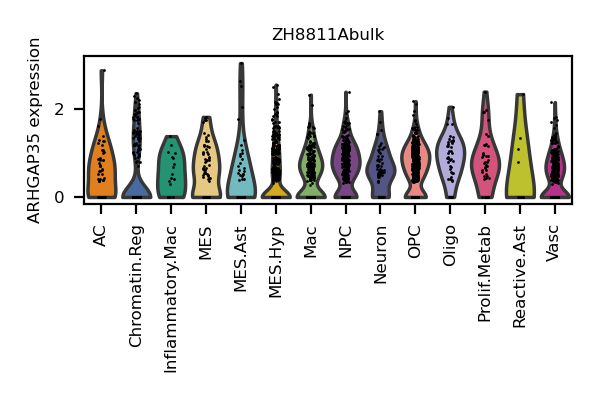 ZH8811Abulk
ARHGAP35 expression
2
0
AC
Chromatin.Reg
Inflammatory.Mac
MES
MES.Ast
MES.Hyp
Mac
NPC
Neuron
OPC
Oligo
Prolif.Metab
Reactive.Ast
Vasc